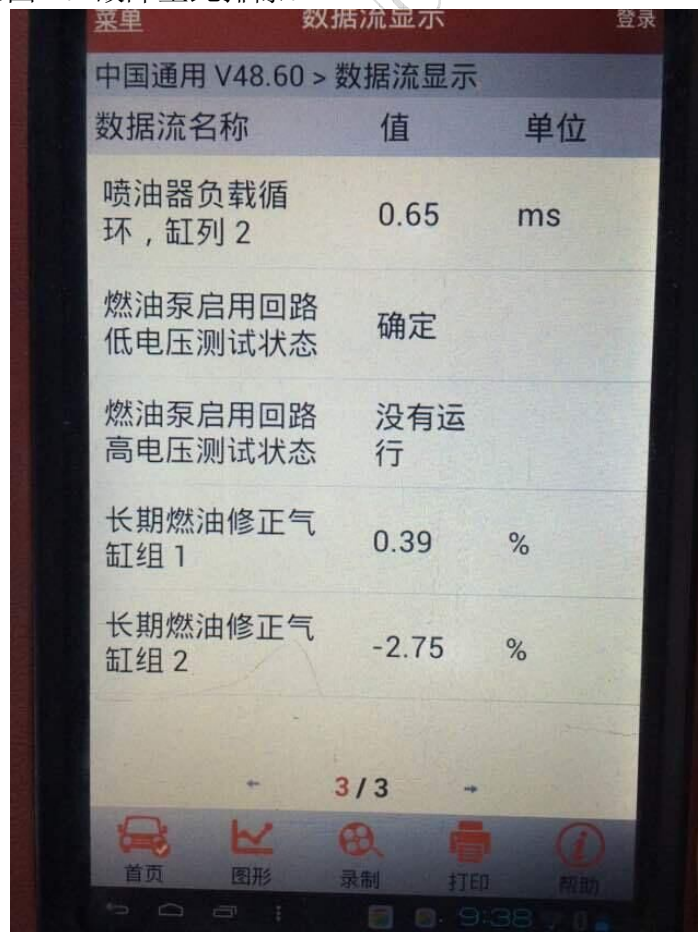 菜单 数据流显示 登录
中国通用 V48.60 > 数据流显示
数据流名称 值 单位
喷油器负载循
环，缸列 2 0.65 ms
燃油泵启用回路
低电压测试状态 确定
燃油泵启用回路 没有运
高电压测试状态 行
长期燃油修正气
缸组 1 0.39 %
长期燃油修正气
缸组 2 -2.75 %
3 / 3
首页 图形 录制 打印 帮助
9:38